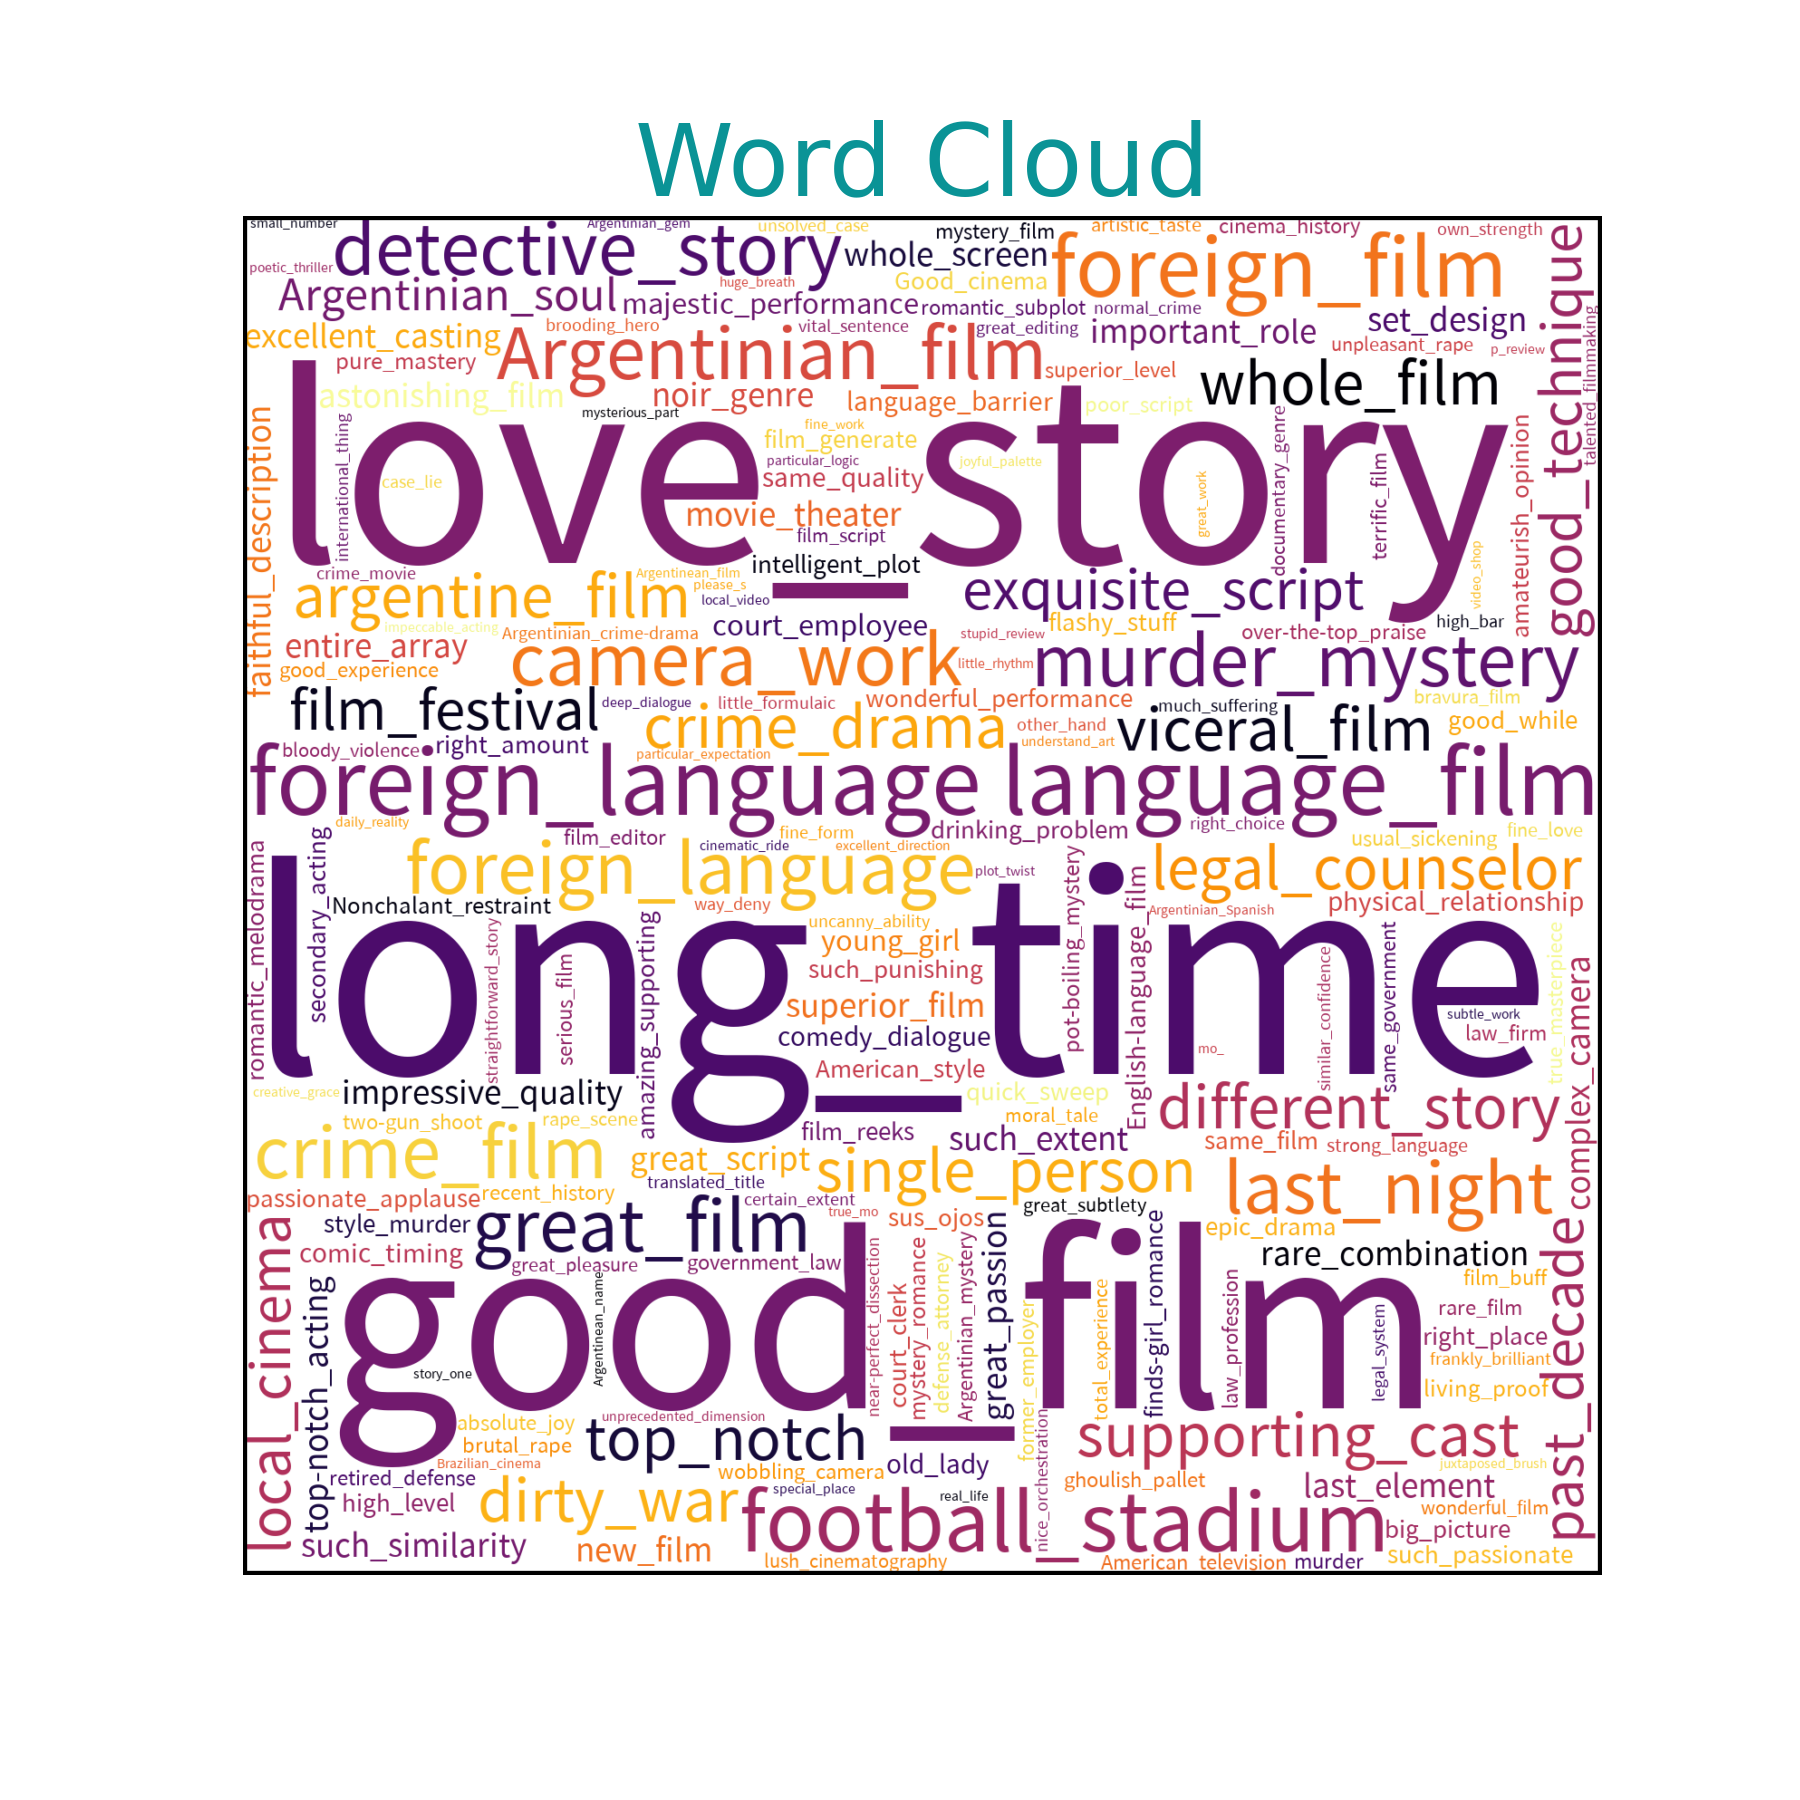 Word Cloud
small_number
Argentinian_gem
unsolved_case
artistic_taste
cinema_history
own_strength
mystery_film
detective_story
whole_screen
foreign_film
good_technique
poetic_thriller
huge_breath
Good_cinema
Argentinian_soul
majestic_performance
romantic_subplot
normal_crime
set_design
talented_filmmaking
excellent_casting
brooding_hero
vital_sentence
great_editing
important_role
unpleasant_rape
p_review
Argentinian_film
pure_mastery
superior_level
whole_film
astonishing_film
noir_genre
language_barrier
poor_script
mysterious_part
love_story
international_thing
fine_work
film_generate
documentary_genre
amateurish_opinion
faithful_description
particular_logic
joyful_palette
case_lie
same_quality
great_work
terrific_film
movie_theater
film_script
intelligent_plot
video_shop
crime_movie
argentine_film
Argentinean_film
please_s
local_video
exquisite_script
impeccable_acting
Argentinian_crime-drama
court_employee
stupid_review
flashy_stuff
over-the-top_praise
high_bar
entire_array
good_experience
camera_work
little_rhythm
murder_mystery
film_festival
deep_dialogue
little_formulaic
wonderful_performance
much_suffering
bravura_film
crime_drama
other_hand
viceral_film
good_while
bloody_violence
right_amount
particular_expectation
understand_art
foreign_language
language_film
daily_reality
film_editor
fine_form
drinking_problem
right_choice
usual_sickening
fine_love
romantic_melodrama
secondary_acting
foreign_language
cinematic_ride
excellent_direction
plot_twist
pot-boiling_mystery
English-language_film
legal_counselor
Nonchalant_restraint
way_deny
Argentinian_Spanish
physical_relationship
long_time
straightforward_story
serious_film
amazing_supporting
uncanny_ability
young_girl
such_punishing
superior_film
comedy_dialogue
similar_confidence
same_government
subtle_work
law_firm
true_masterpiece
complex_camera
mo_
American_style
creative_grace
impressive_quality
quick_sweep
different_story
two-gun_shoot
rape_scene
moral_tale
crime_film
film_reeks
such_extent
same_film
strong_language
great_script
single_person
last_night
translated_title
passionate_applause
recent_history
certain_extent
great_subtlety
style_murder
great_film
true_mo
sus_ojos
epic_drama
comic_timing
great_pleasure
government_law
rare_combination
local_cinema
top-notch_acting
good_film
Argentinean_name
near-perfect_dissection
court_clerk
mystery_romance
defense_attorney
Argentinian_mystery
great_passion
former_employer
total_experience
finds-girl_romance
law_profession
legal_system
film_buff
rare_film
right_place
frankly_brilliant
living_proof
past_decade
story_one
absolute_joy
unprecedented_dimension
brutal_rape
top_notch
supporting_cast
Brazilian_cinema
retired_defense
wobbling_camera
old_lady
nice_orchestration
ghoulish_pallet
juxtaposed_brush
last_element
high_level
dirty_war
special_place
real_life
wonderful_film
football_stadium
big_picture
such_similarity
new_film
lush_cinematography
American_television
murder
such_passionate